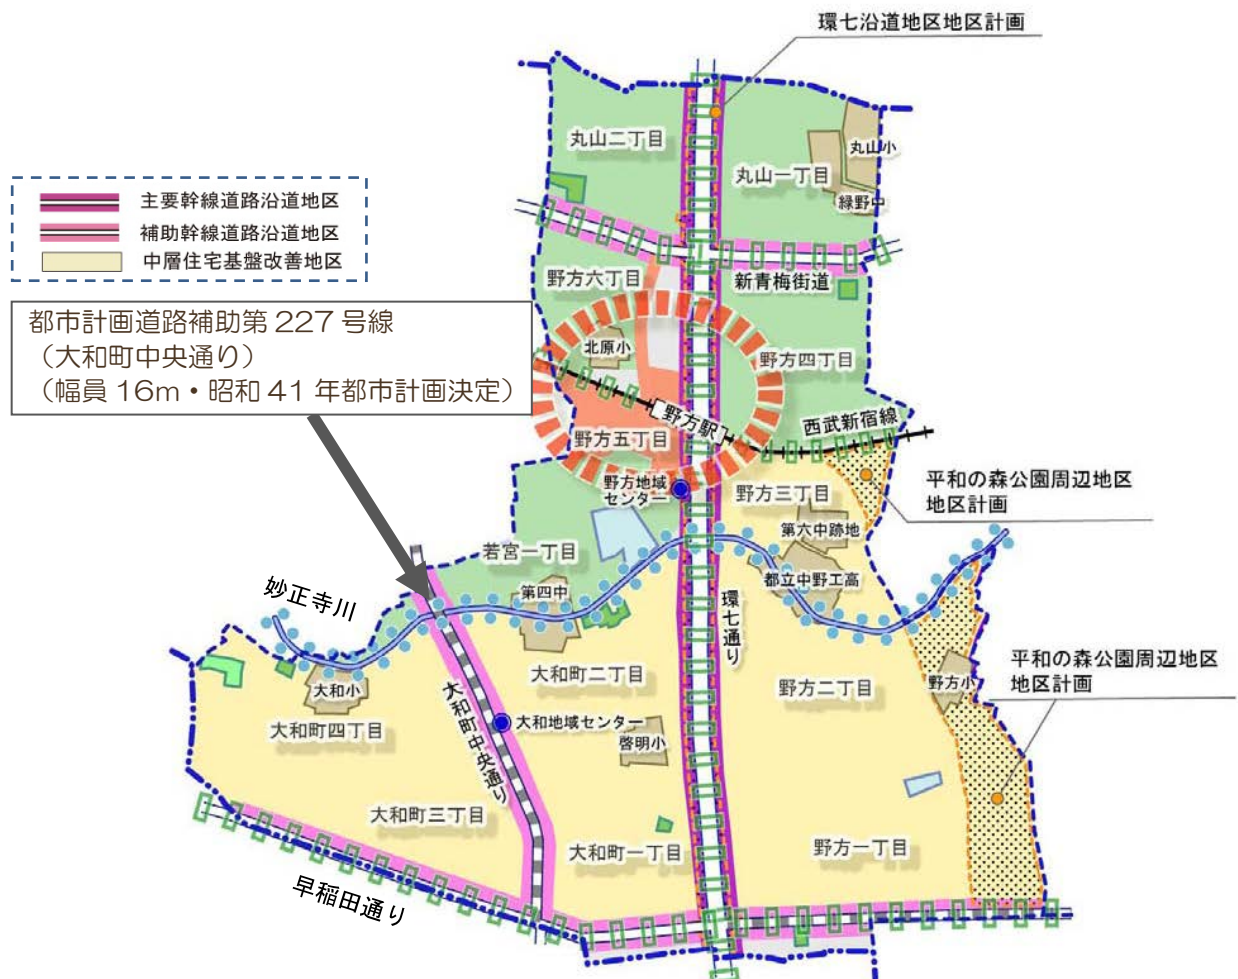 環七沿道地区地区計画
丸山二丁目
丸山小
丸山一丁目
緑野中
主要幹線道路沿道地区
補助幹線道路沿道地区
中層住宅基盤改善地区
野方六丁目
新青梅街道
都市計画道路補助第 227 号線
（大和町中央通り）
（幅員 16m・昭和 41 年都市計画決定）
北原小
野方四丁目
野方駅
西武新宿線
野方五丁目
野方地域
センター
野方三丁目
平和の森公園周辺地区
地区計画
第六中跡地
若宮一丁目
都立中野工高
妙正寺川
第四中
環七通り
大和町二丁目
平和の森公園周辺地区
地区計画
大和小
野方二丁目
野方小
大和町四丁目
大和町中央通り
大和地域センター
啓明小
大和町三丁目
大和町一丁目
野方一丁目
早稲田通り